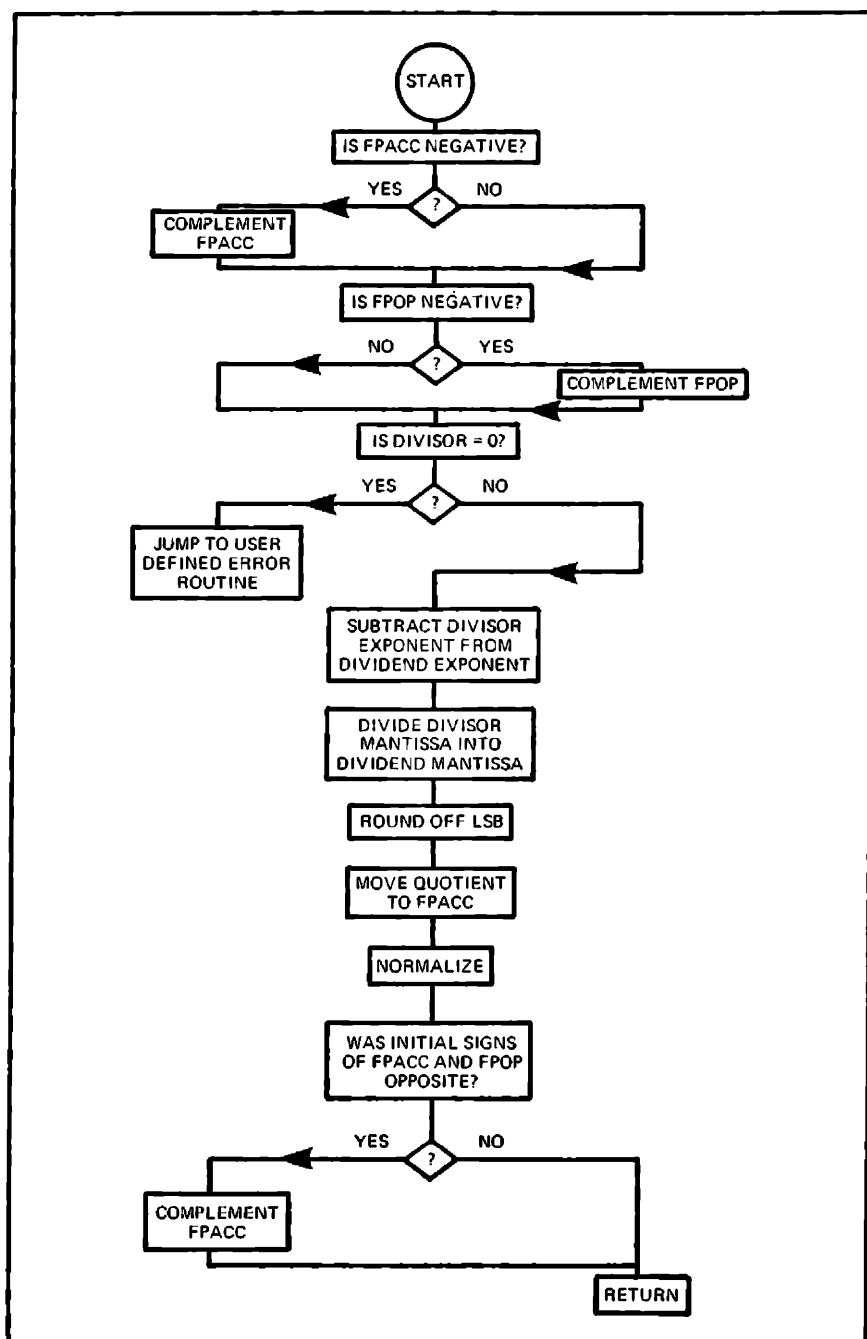 START
IS FPACC NEGATIVE?
YES
NO
?
COMPLEMENT
FPACC
IS FPOP NEGATIVE?
NO
YES
?
COMPLEMENT FPOP
IS DIVISOR = 0?
YES
NO
?
JUMP TO USER
DEFINED ERROR
ROUTINE
SUBTRACT DIVISOR
EXPONENT FROM
DIVIDEND EXPONENT
DIVIDE DIVISOR
MANTISSA INTO
DIVIDEND MANTISSA
ROUND OFF LSB
MOVE QUOTIENT
TO FPACC
NORMALIZE
WAS INITIAL SIGNS
OF FPACC AND FPOP
OPPOSITE?
YES
NO
?
COMPLEMENT
FPACC
RETURN